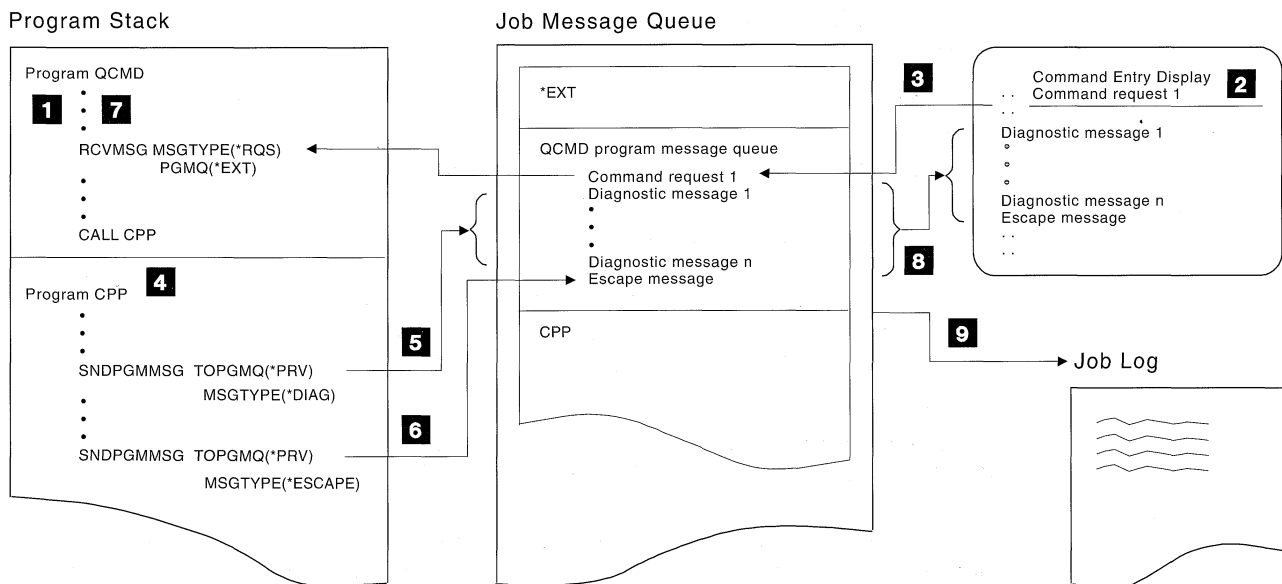 Program Stack
Program QCMD
1
7
RCVMSG MSGTYPE(*RQS)
PGMQ(*EXT)
CALL CPP
4
Program CPP
5
SNDPGMMSG TOPGMQ(*PRV)
MSGTYPE(*DIAG)
6
SNDPGMMSG TOPGMQ(*PRV)
MSGTYPE(*ESCAPE)
Job Message Queue
*EXT
QCMD program message queue
Command request 1
Diagnostic message 1
Diagnostic message n
Escape message
CPP
3
Command Entry Display
2
Command request 1
Diagnostic message 1
Diagnostic message n
Escape message
8
9
Job Log